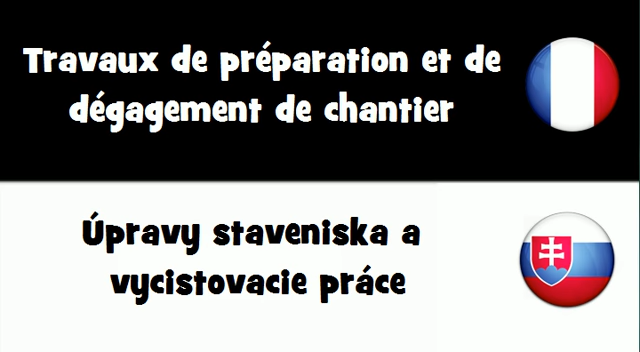 Travaux de préparation et de
dégagement de chantier
Úpravy staveniska a
vycistovacie práce